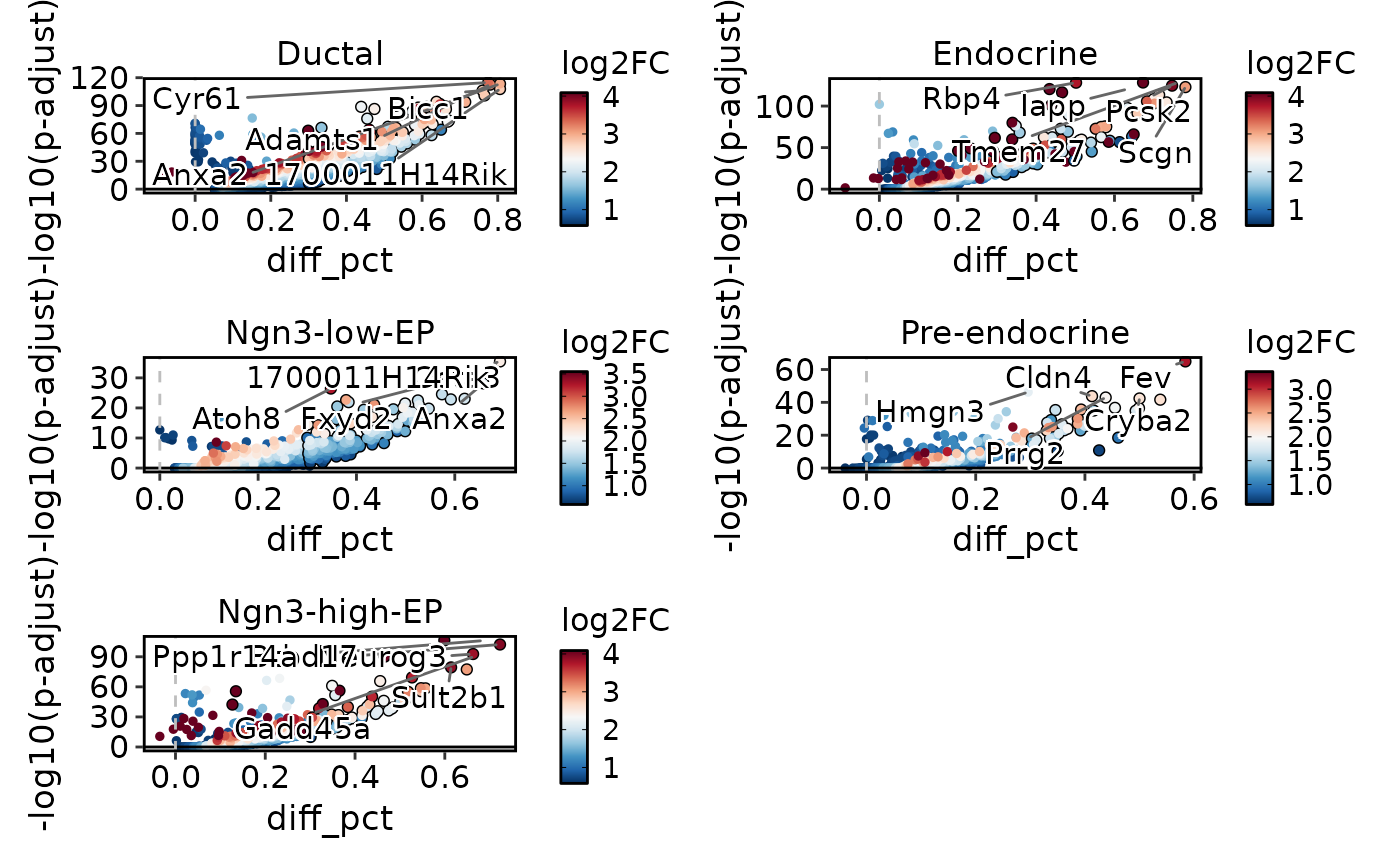 Ductal
-log10(p-adjust)
120
90
60
30
0
Cyr61
Bicc1
Adamts1
Anxa2
1700011H14Rik
0.0 0.2 0.4 0.6 0.8
diff_pct
log2FC
4
3
2
1
Endocrine
-log10(p-adjust)
100
50
0
Rbp4
Iapp
Pcsk2
Tmem27
Scgn
0.0 0.2 0.4 0.6 0.8
diff_pct
log2FC
4
3
2
1
Ngn3-low-EP
-log10(p-adjust)
30
20
10
0
1700011H14Rik
Atoh8
Fxyd2
Anxa2
0.0 0.2 0.4 0.6
diff_pct
log2FC
3.5
3.0
2.5
2.0
1.5
1.0
Pre-endocrine
-log10(p-adjust)
60
40
20
0
Cldn4
Fev
Hmgn3
Cryba2
Prrg2
0.0 0.2 0.4 0.6
diff_pct
log2FC
3.0
2.5
2.0
1.5
1.0
Ngn3-high-EP
-log10(p-adjust)
90
60
30
0
Sult2b1
Gadd45a
0.0 0.2 0.4 0.6
diff_pct
log2FC
4
3
2
1